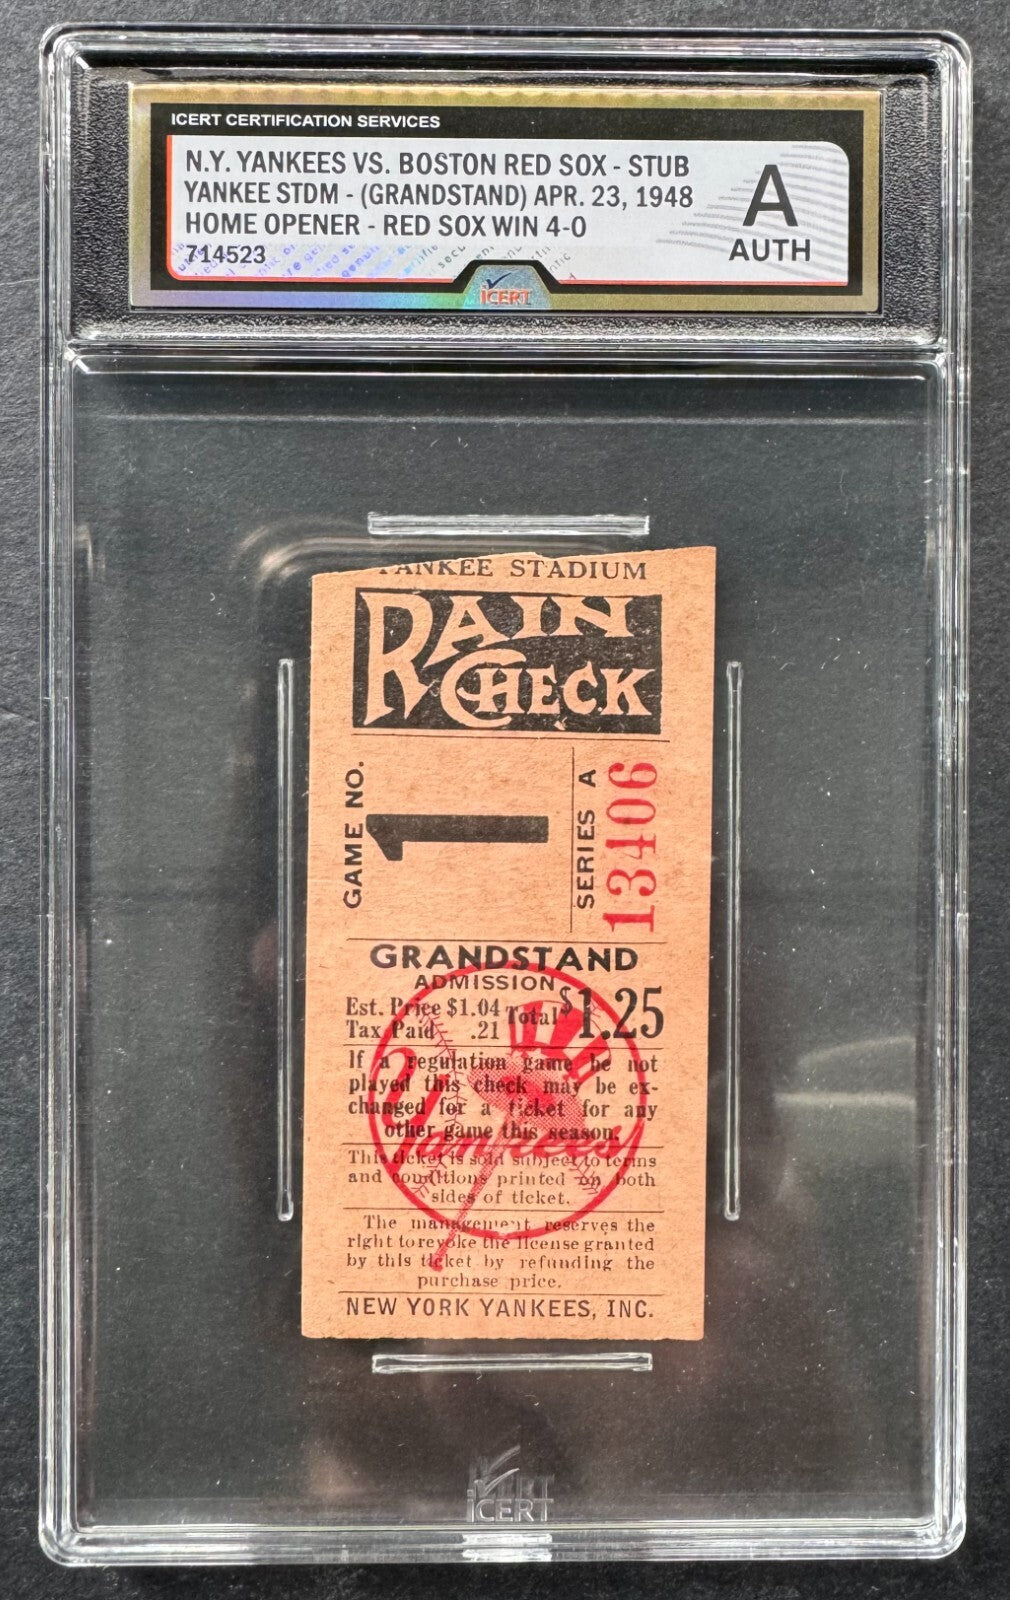 ICERT CERTIFICATION SERVICES
N.Y. YANKEES VS. BOSTON RED SOX - STUB
YANKEE STDM - (GRANDSTAND) APR. 23, 1948
HOME OPENER - RED SOX WIN 4-0
714523
A
AUTH
ICERT
YANKEE STADIUM
RAIN
CHECK
GAME NO.
1
SERIES A
13406
GRANDSTAND
ADMISSION
Est. Price $1.04 Total $1.25
Tax Paid .21
If a regulation game be not
played this check may be ex-
changed for a ticket for any
other game this season.
Yankees
This ticket is sold subject to terms
and conditions printed on both
sides of ticket.
The management reserves the
right to revoke the license granted
by this ticket by refunding the
purchase price.
NEW YORK YANKEES, INC.
iCERT